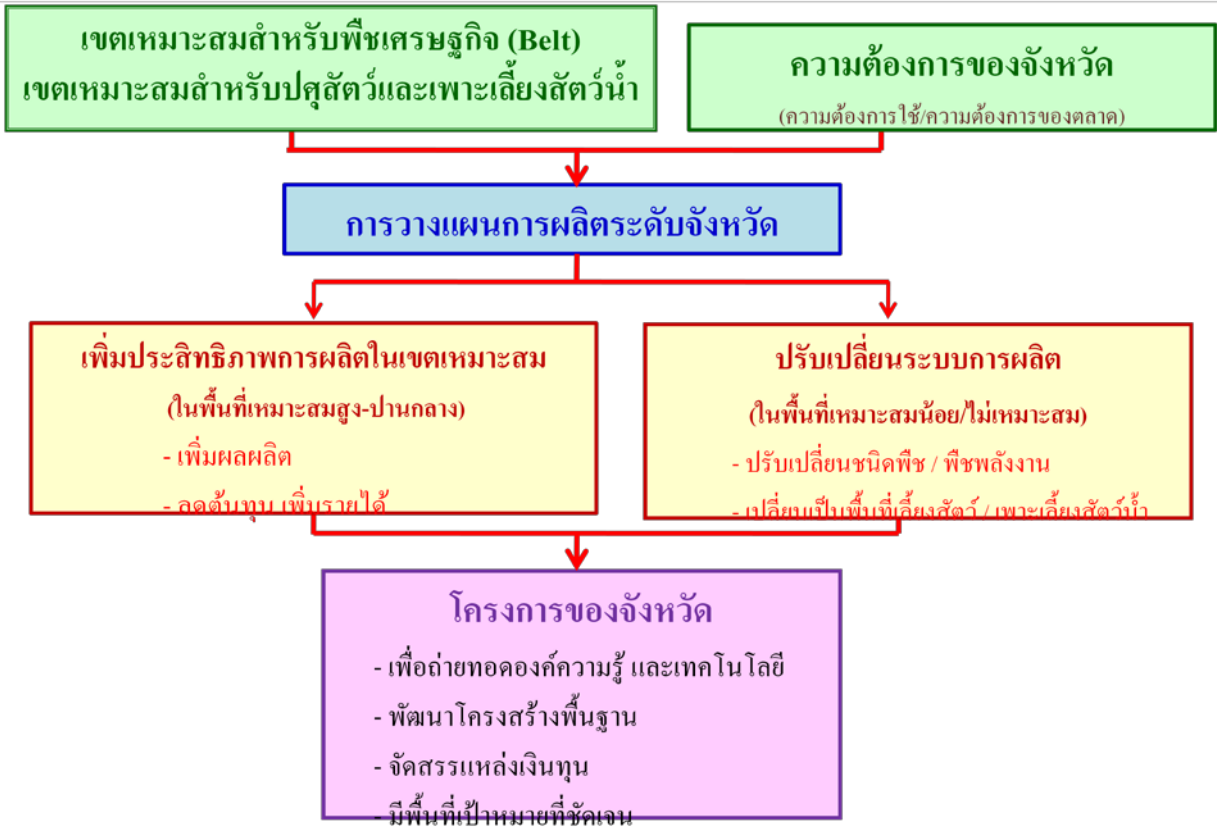 เขตเหมาะสมสำหรับพืชเศรษฐกิจ (Belt)
เขตเหมาะสมสำหรับปศุสัตว์และเพาะเลี้ยงสัตว์น้ำ
ความต้องการของจังหวัด
(ความต้องการใช้/ความต้องการของตลาด)
การวางแผนการผลิตระดับจังหวัด
เพิ่มประสิทธิภาพการผลิตในเขตเหมาะสม
(ในพื้นที่เหมาะสมสูง-ปานกลาง)
- เพิ่มผลผลิต
- ลดต้นทุน เพิ่มรายได้
ปรับเปลี่ยนระบบการผลิต
(ในพื้นที่เหมาะสมน้อย/ไม่เหมาะสม)
- ปรับเปลี่ยนชนิดพืช / พืชพลังงาน
- เปลี่ยนเป็นพื้นที่เลี้ยงสัตว์ / เพาะเลี้ยงสัตว์น้ำ
โครงการของจังหวัด
- เพื่อถ่ายทอดองค์ความรู้ และเทคโนโลยี
- พัฒนาโครงสร้างพื้นฐาน
- จัดสรรแหล่งเงินทุน
- มีพื้นที่เป้าหมายที่ชัดเจน